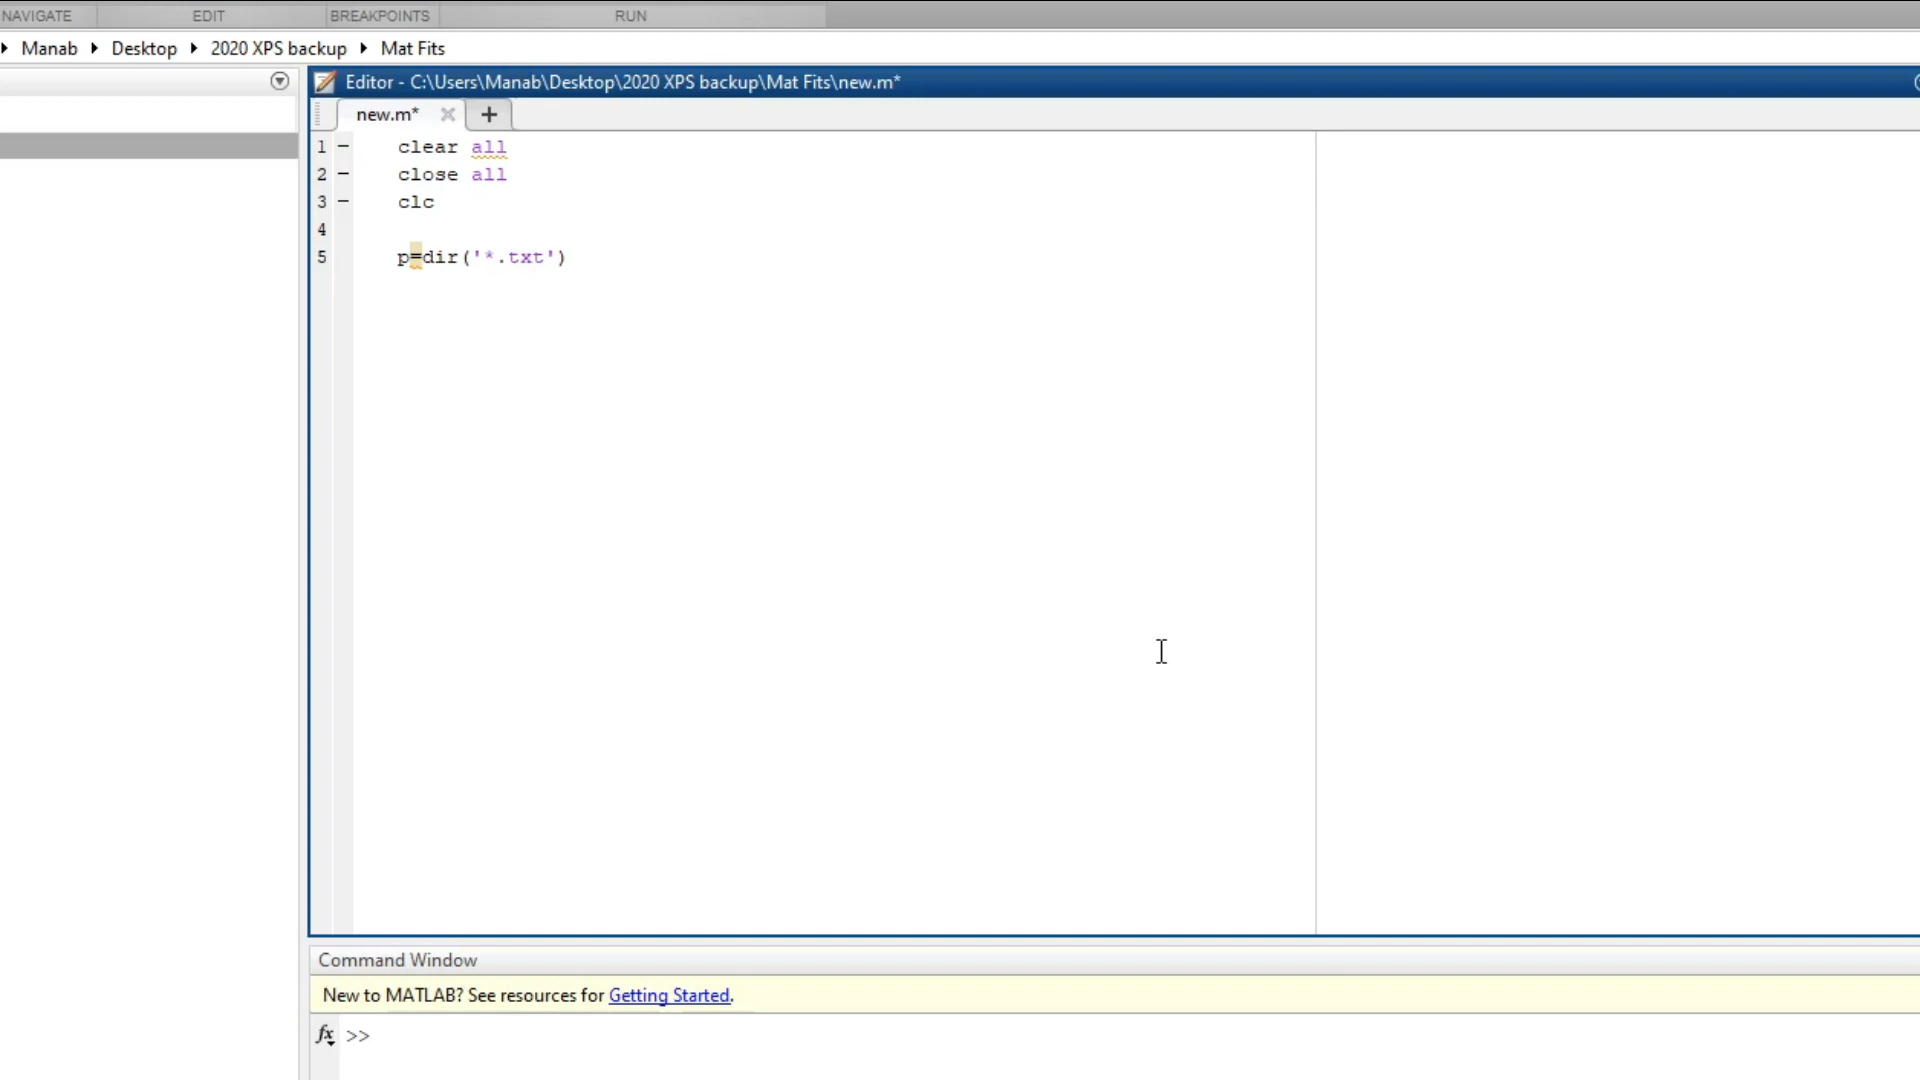 NAVIGATE EDIT BREAKPOINTS RUN
Manab Desktop 2020 XPS backup Mat Fits
Editor - C:\Users\Manab\Desktop\2020 XPS backup\Mat Fits\new.m*
new.m*
1 clear all
2 close all
3 clc
4
5 p=dir('*.txt')
Command Window
New to MATLAB? See resources for Getting Started.
fx >>